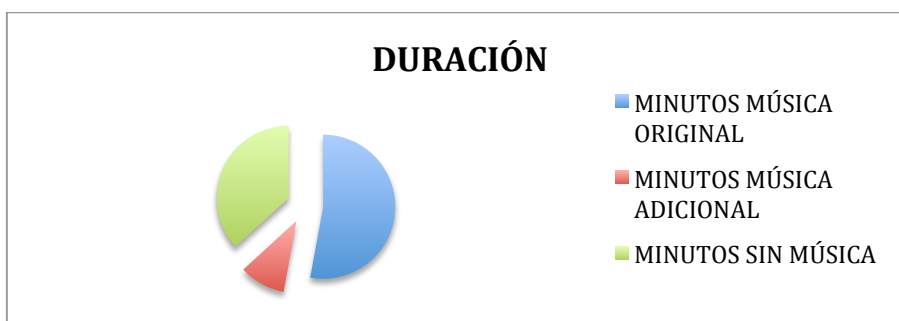 DURACIÓN
MINUTOS MÚSICA
ORIGINAL
MINUTOS MÚSICA
ADICIONAL
MINUTOS SIN MÚSICA